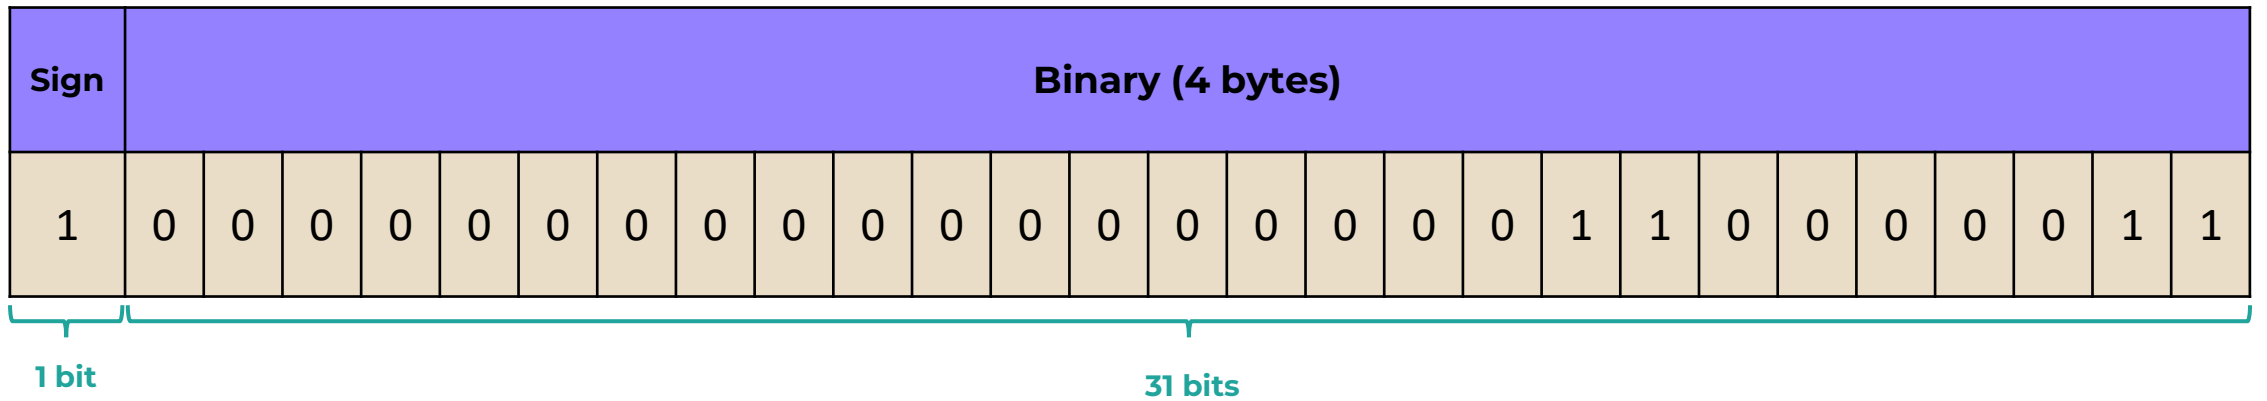 Sign Binary (4 bytes)
1 0 0 0 0 0 0 0 0 0 0 0 0 0 0 0 0 0 0 1 1 0 0 0 0 0 1 1
1 bit 31 bits